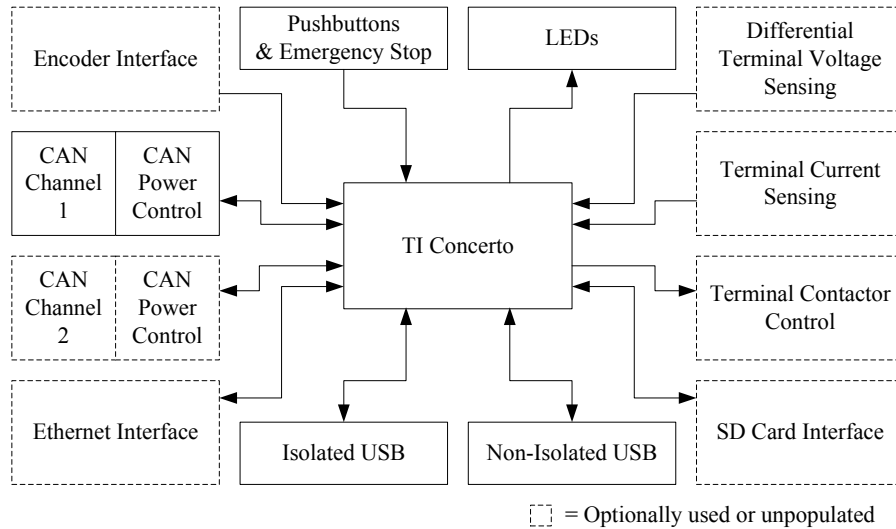 Encoder Interface
Pushbuttons
& Emergency Stop
LEDs
Differential
Terminal Voltage
Sensing
CAN
Channel
1
CAN
Power
Control
TI Concerto
Terminal Current
Sensing
CAN
Channel
2
CAN
Power
Control
Terminal Contactor
Control
Ethernet Interface
Isolated USB
Non-Isolated USB
SD Card Interface
= Optionally used or unpopulated